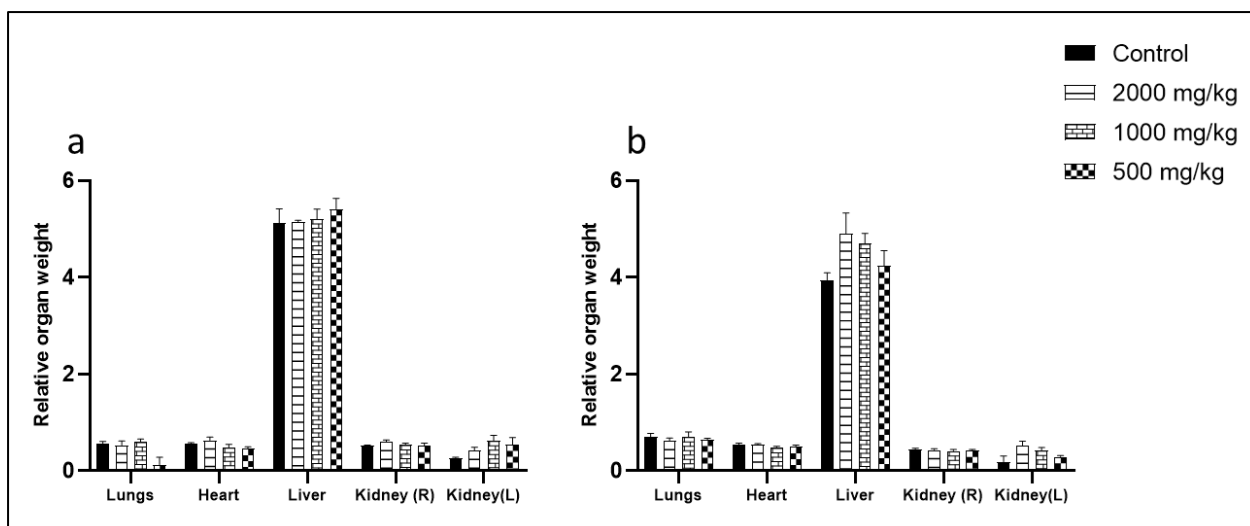 Control
2000 mg/kg
1000 mg/kg
500 mg/kg
a
6
4
2
0
Relative organ weight
Lungs Heart Liver Kidney (R) Kidney(L)
b
6
4
2
0
Relative organ weight
Lungs Heart Liver Kidney (R) Kidney(L)